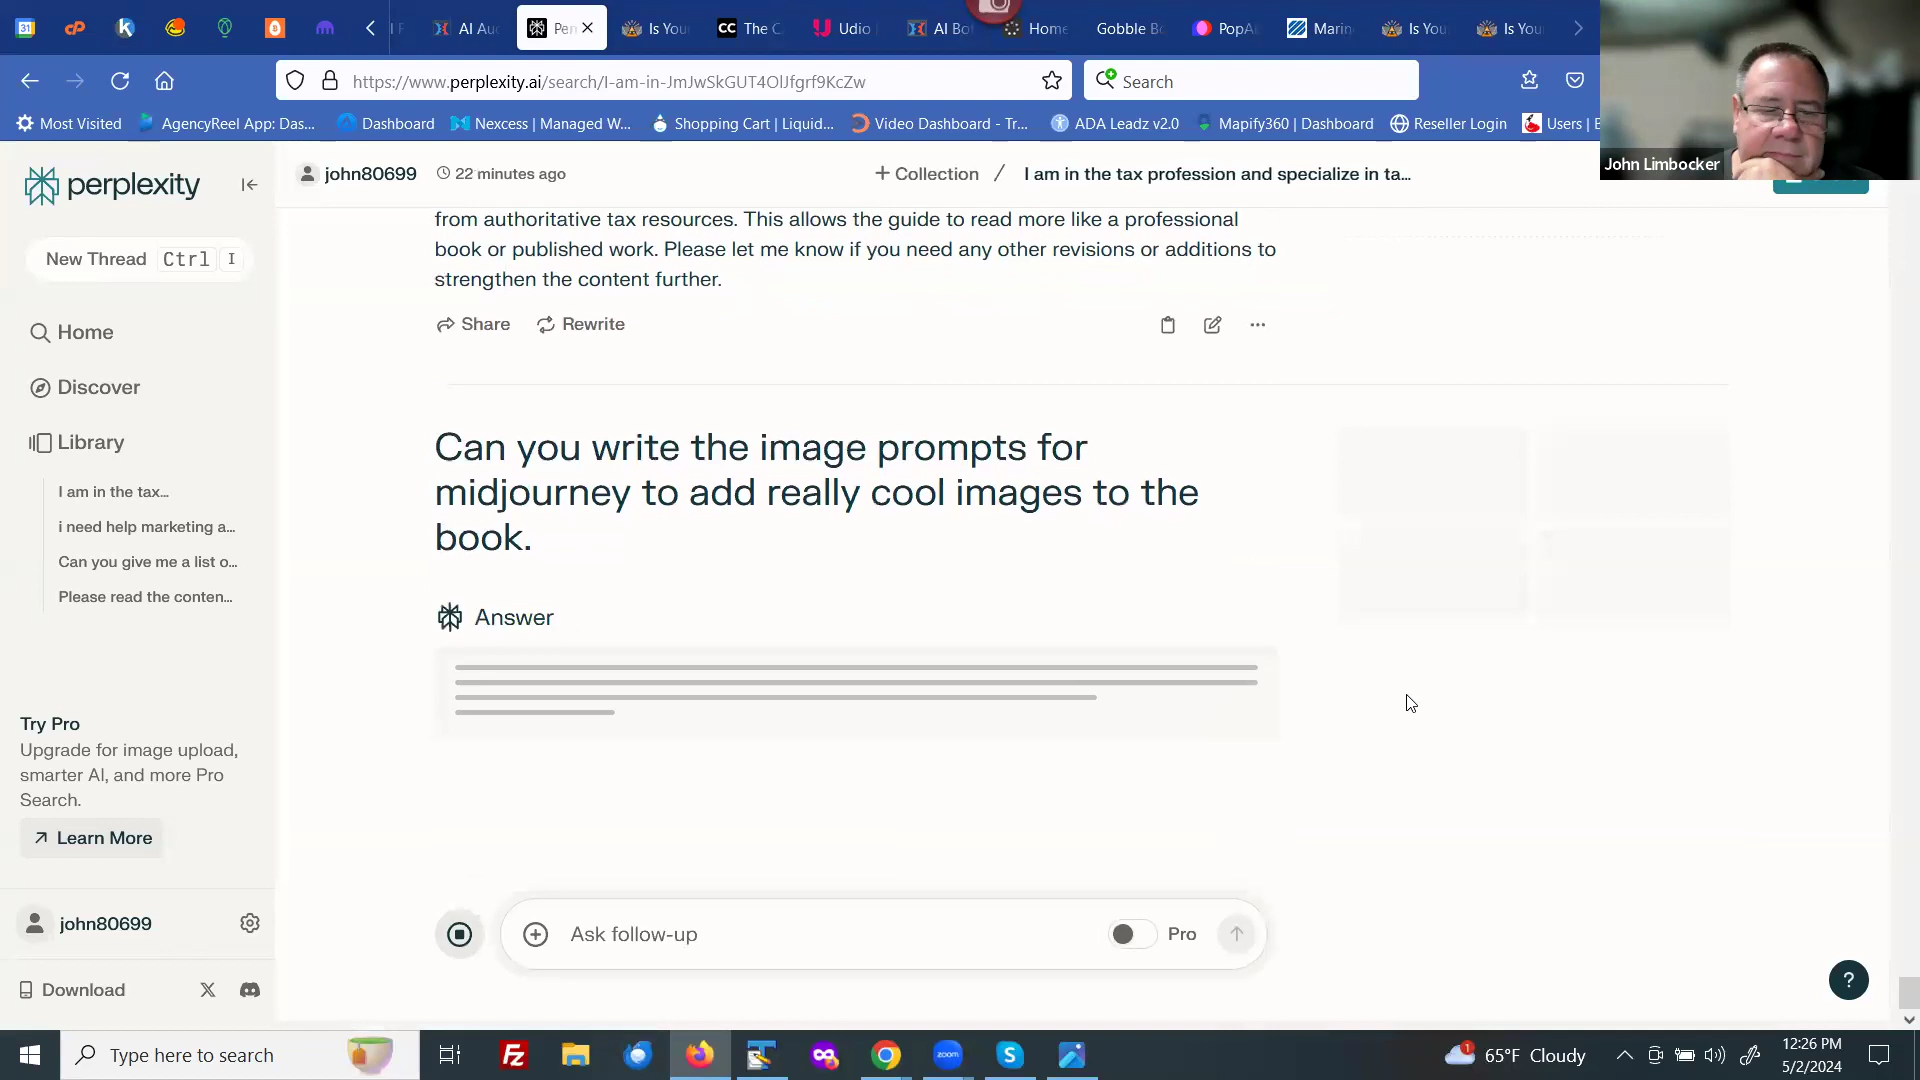 AI Au
Per
Is You
CC The C
Udio
AI Bo
Home
Gobble B
PopA
Marin
Is You
Is You
https://www.perplexity.ai/search/I-am-in-JmJwSkGUT4OlJfgrf9KcZw
Search
Most Visited
AgencyReel App: Das...
Dashboard
Nexcess | Managed W...
Shopping Cart | Liquid...
Video Dashboard - Tr...
ADA Leadz v2.0
Mapify360 | Dashboard
Reseller Login
Users | E
John Limbocker
perplexity
New Thread Ctrl I
Home
Discover
Library
I am in the tax...
i need help marketing a...
Can you give me a list o...
Please read the conten...
Try Pro
Upgrade for image upload,
smarter AI, and more Pro
Search.
Learn More
john80699
Download
john80699
22 minutes ago
Collection / I am in the tax profession and specialize in ta...
from authoritative tax resources. This allows the guide to read more like a professional
book or published work. Please let me know if you need any other revisions or additions to
strengthen the content further.
Share
Rewrite
Can you write the image prompts for
midjourney to add really cool images to the
book.
Answer
Ask follow-up
Pro
?
Type here to search
Fz
zoom
S
1
65°F Cloudy
12:26 PM
5/2/2024